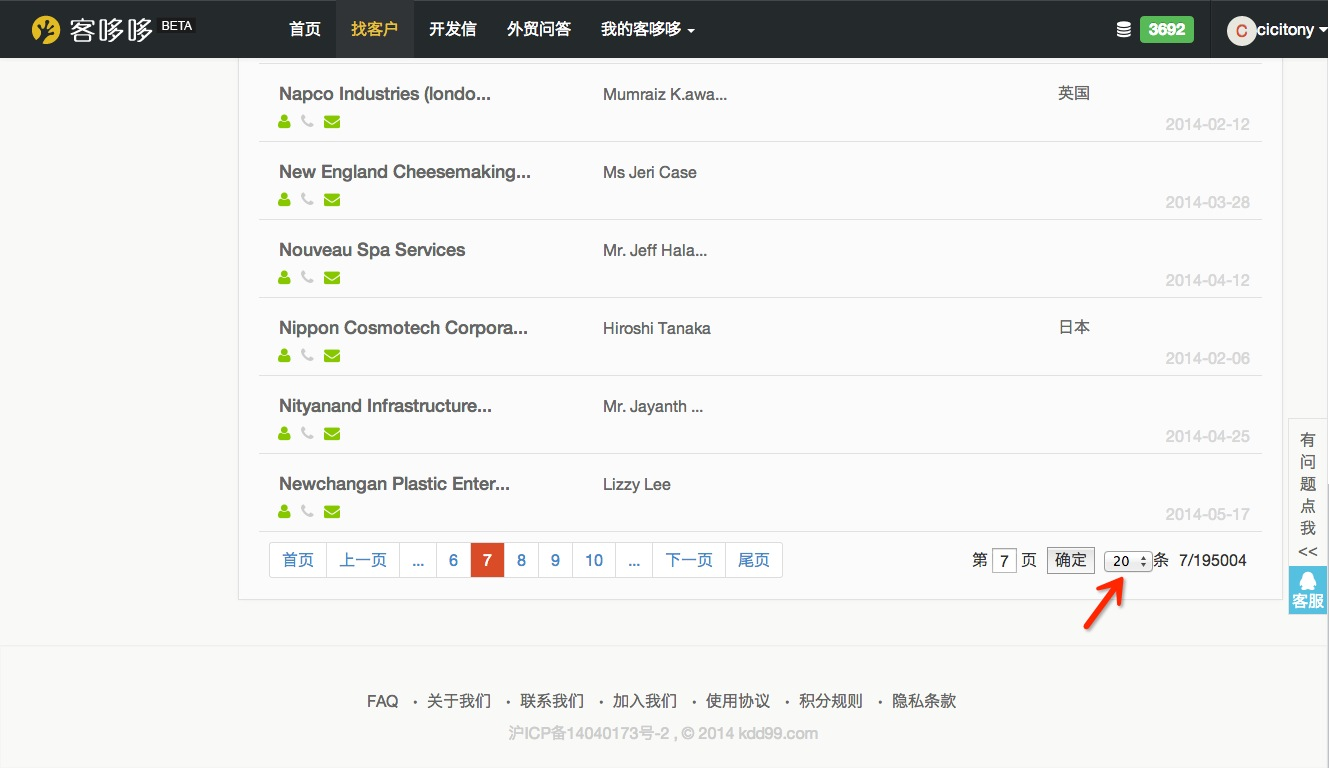 客哆哆 BETA 首页 找客户 开发信 外贸问答 我的客哆哆 3692 C cicitony
Napco Industries (londo... Mumraiz K.awa... 英国
2014-02-12
New England Cheesemaking... Ms Jeri Case
2014-03-28
Nouveau Spa Services Mr. Jeff Hala...
2014-04-12
Nippon Cosmotech Corpora... Hiroshi Tanaka 日本
2014-02-06
Nityanand Infrastructure... Mr. Jayanth ...
2014-04-25
Newchangan Plastic Enter... Lizzy Lee
2014-05-17
首页 上一页 ... 6 7 8 9 10 ... 下一页 尾页 第 7 页 确定 20 条 7/195004
有
问
题
点
我
<<
客服
FAQ · 关于我们 · 联系我们 · 加入我们 · 使用协议 · 积分规则 · 隐私条款
沪ICP备14040173号-2 , © 2014 kdd99.com